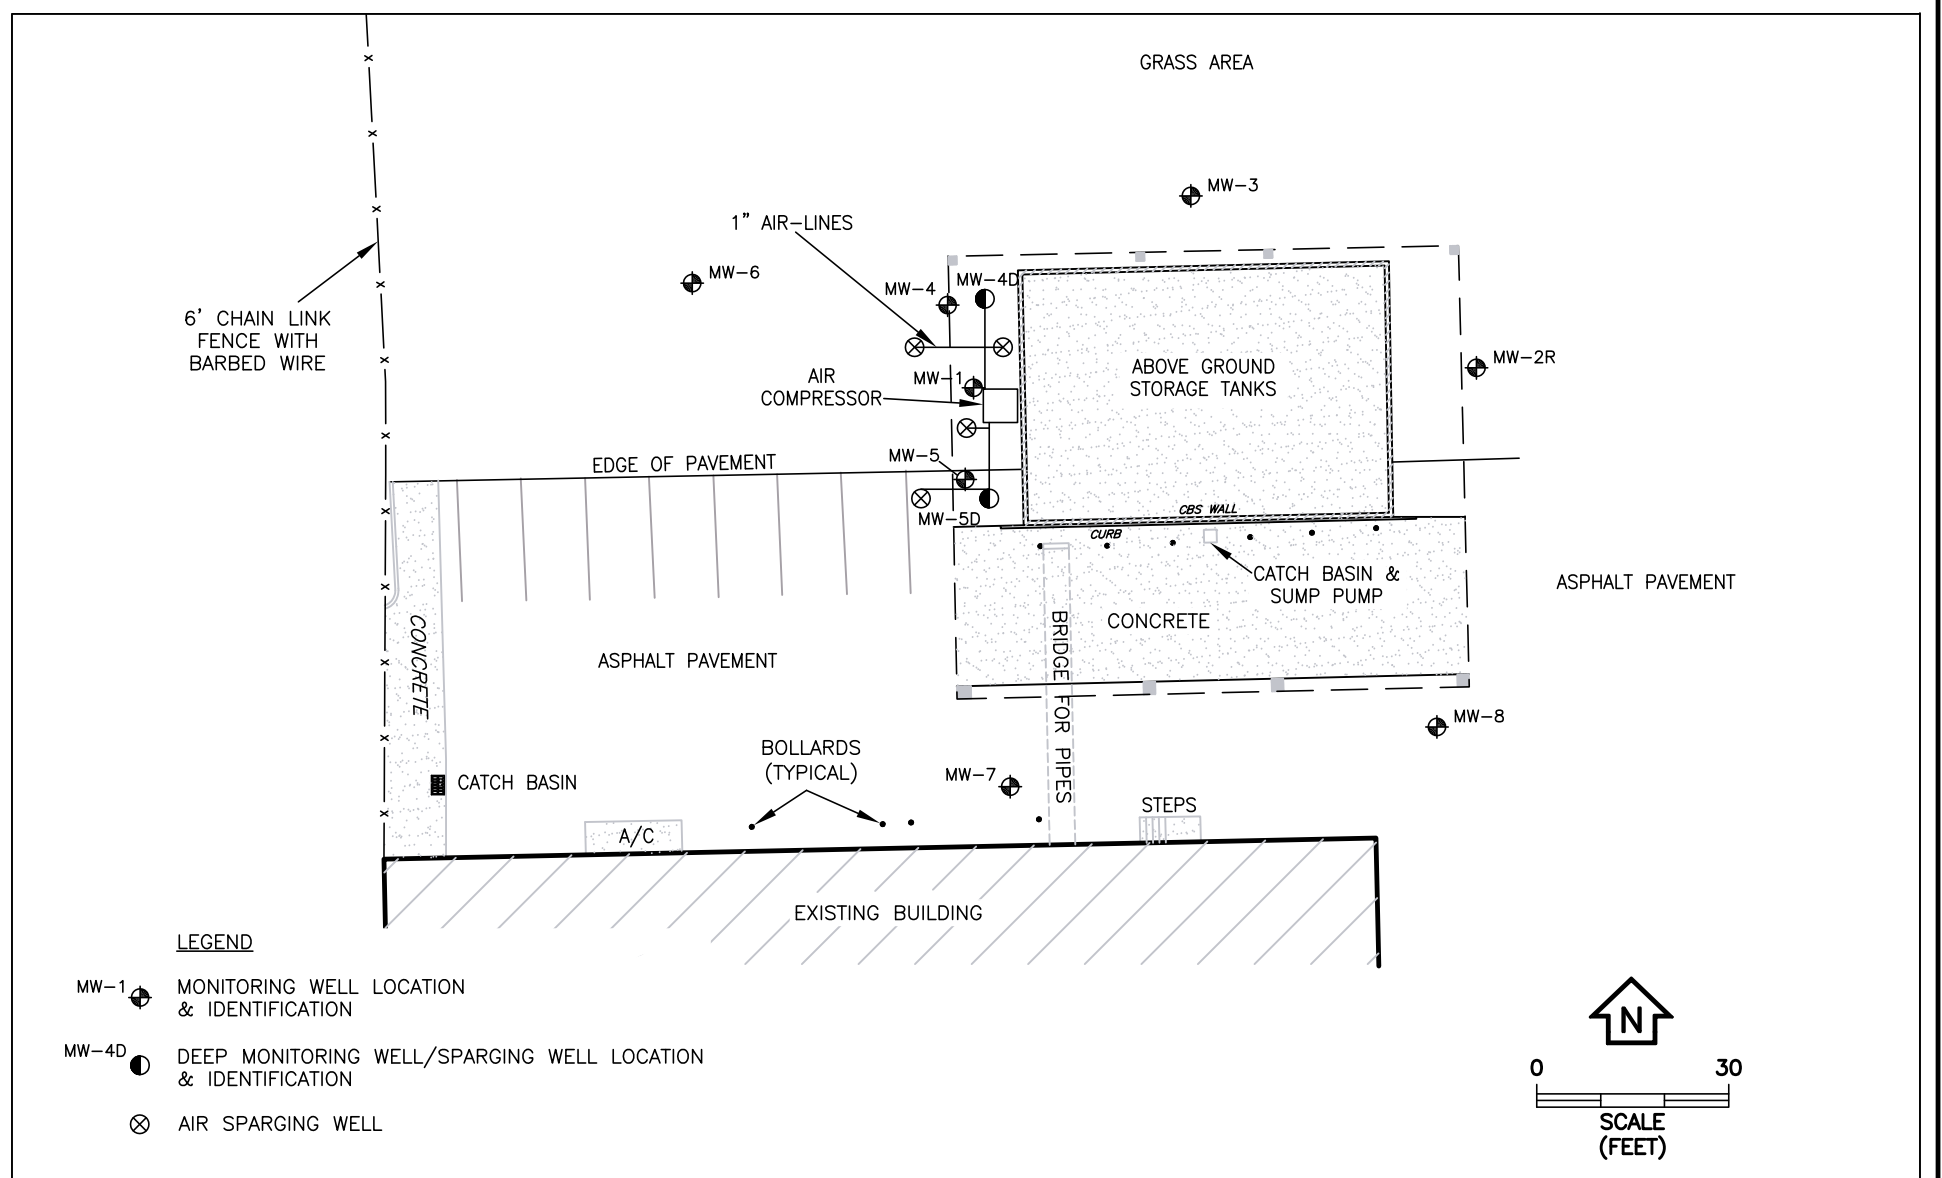 GRASS AREA
MW-3
1" AIR-LINES
MW-6
MW-4
MW-4D
6' CHAIN LINK
FENCE WITH
BARBED WIRE
ABOVE GROUND
STORAGE TANKS
MW-2R
AIR
COMPRESSOR
MW-1
MW-5
EDGE OF PAVEMENT
MW-5D
CBS WALL
CURB
CATCH BASIN &
SUMP PUMP
ASPHALT PAVEMENT
CONCRETE
CONCRETE
BRIDGE FOR PIPES
ASPHALT PAVEMENT
MW-8
BOLLARDS
(TYPICAL)
MW-7
CATCH BASIN
STEPS
A/C
EXISTING BUILDING
LEGEND
MW-1
MONITORING WELL LOCATION
& IDENTIFICATION
MW-4D
DEEP MONITORING WELL/SPARGING WELL LOCATION
& IDENTIFICATION
AIR SPARGING WELL
N
0 30
SCALE
(FEET)
x
x
x
x
x
x
x
x
x
x
x